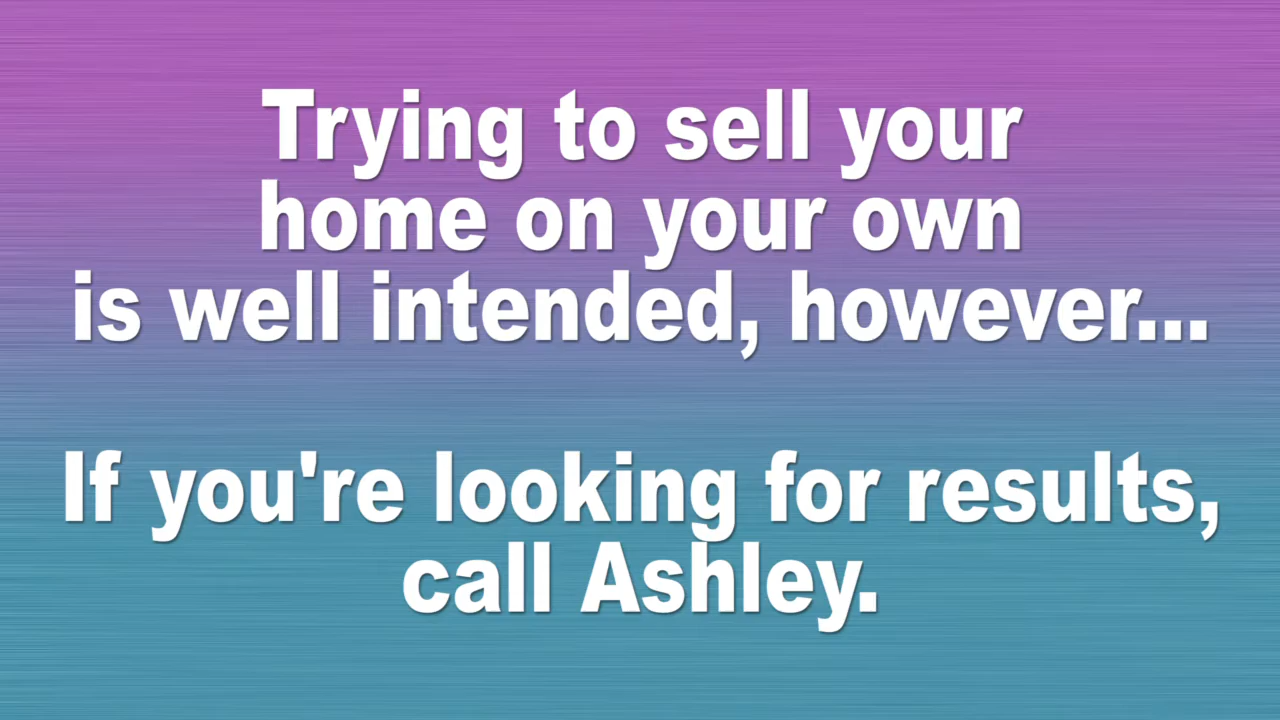 Trying to sell your
home on your own
is well intended, however...
If you're looking for results,
call Ashley.